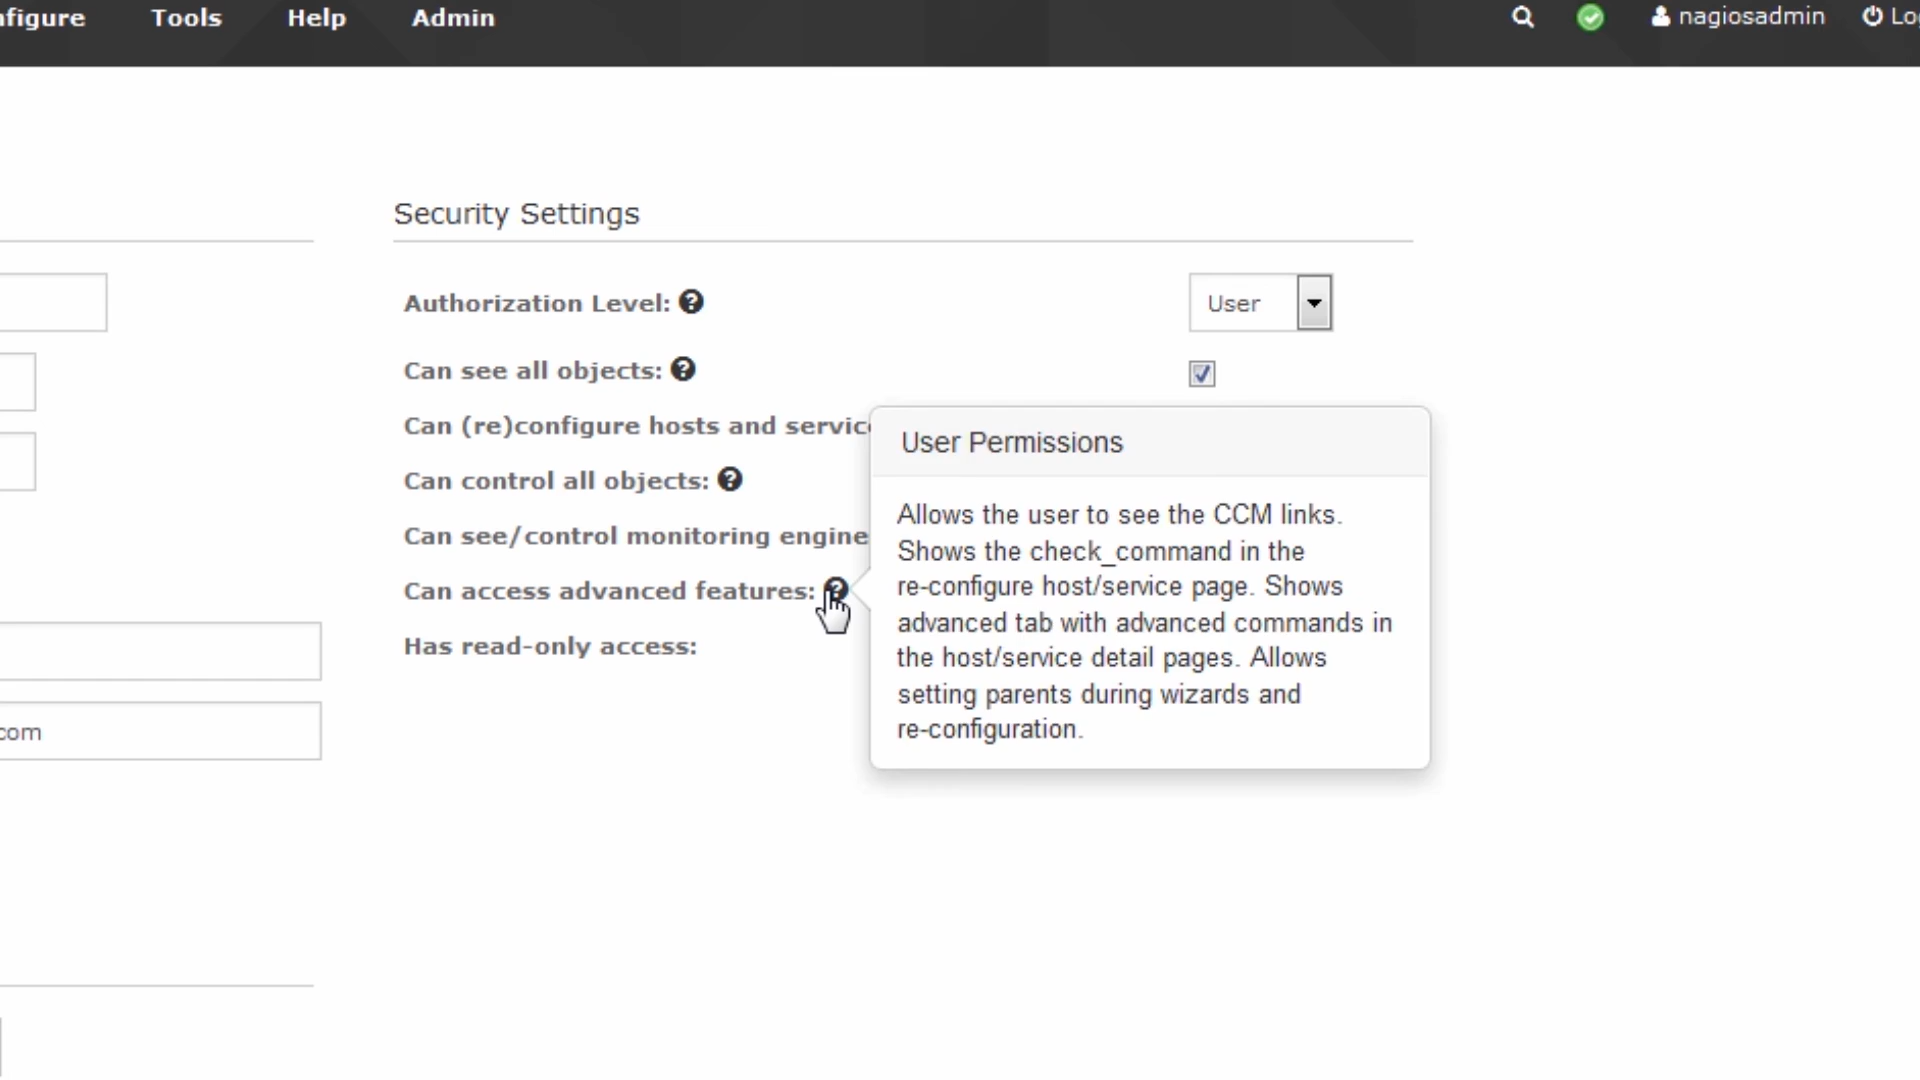 nfigure
Tools
Help
Admin
nagiosadmin
Lo
Security Settings
Authorization Level:
User
Can see all objects:
Can (re)configure hosts and servic
Can control all objects:
Can see/control monitoring engine
Can access advanced features:
Has read-only access:
User Permissions
Allows the user to see the CCM links.
Shows the check_command in the
re-configure host/service page. Shows
advanced tab with advanced commands in
the host/service detail pages. Allows
setting parents during wizards and
re-configuration.
com